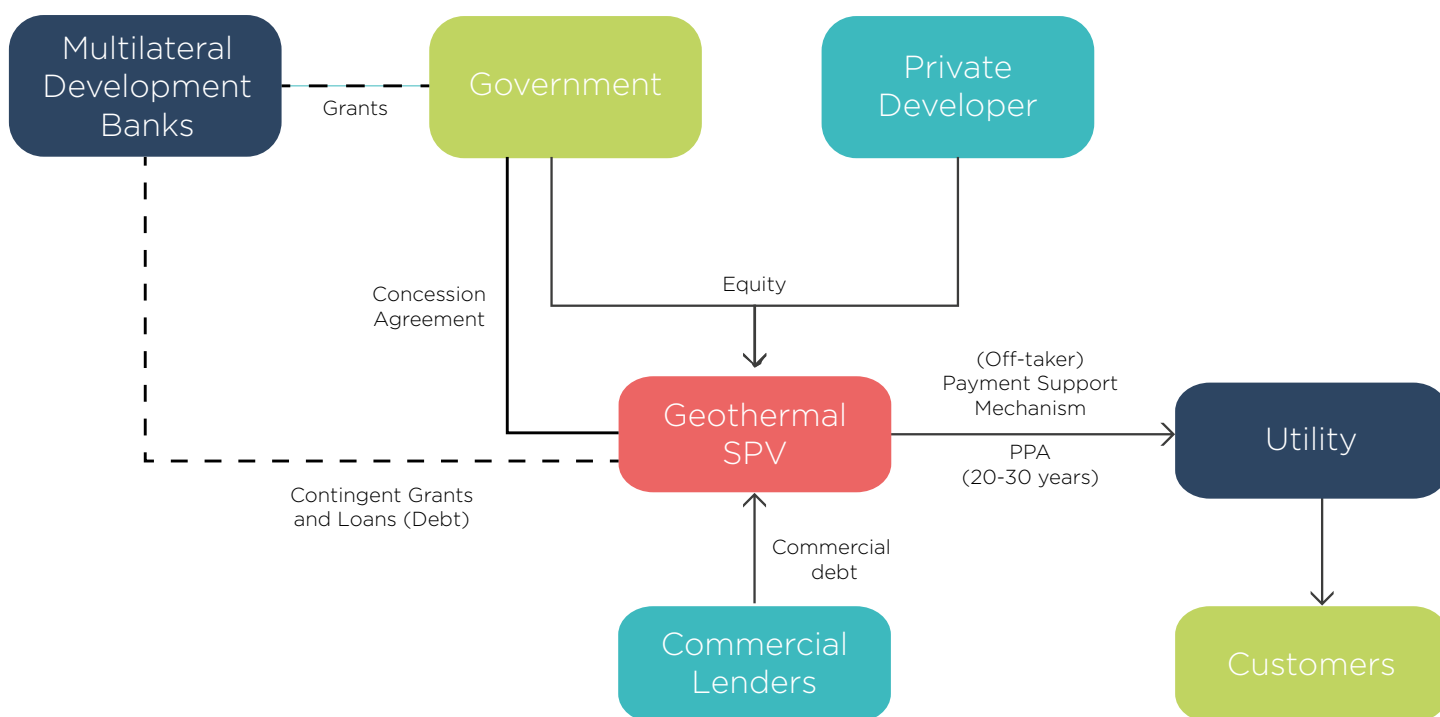 Multilateral
Development
Banks
Grants
Government
Private
Developer
Concession
Agreement
Equity
(Off-taker)
Payment Support
Mechanism
Geothermal
SPV
PPA
(20-30 years)
Utility
Contingent Grants
and Loans (Debt)
Commercial
debt
Commercial
Lenders
Customers